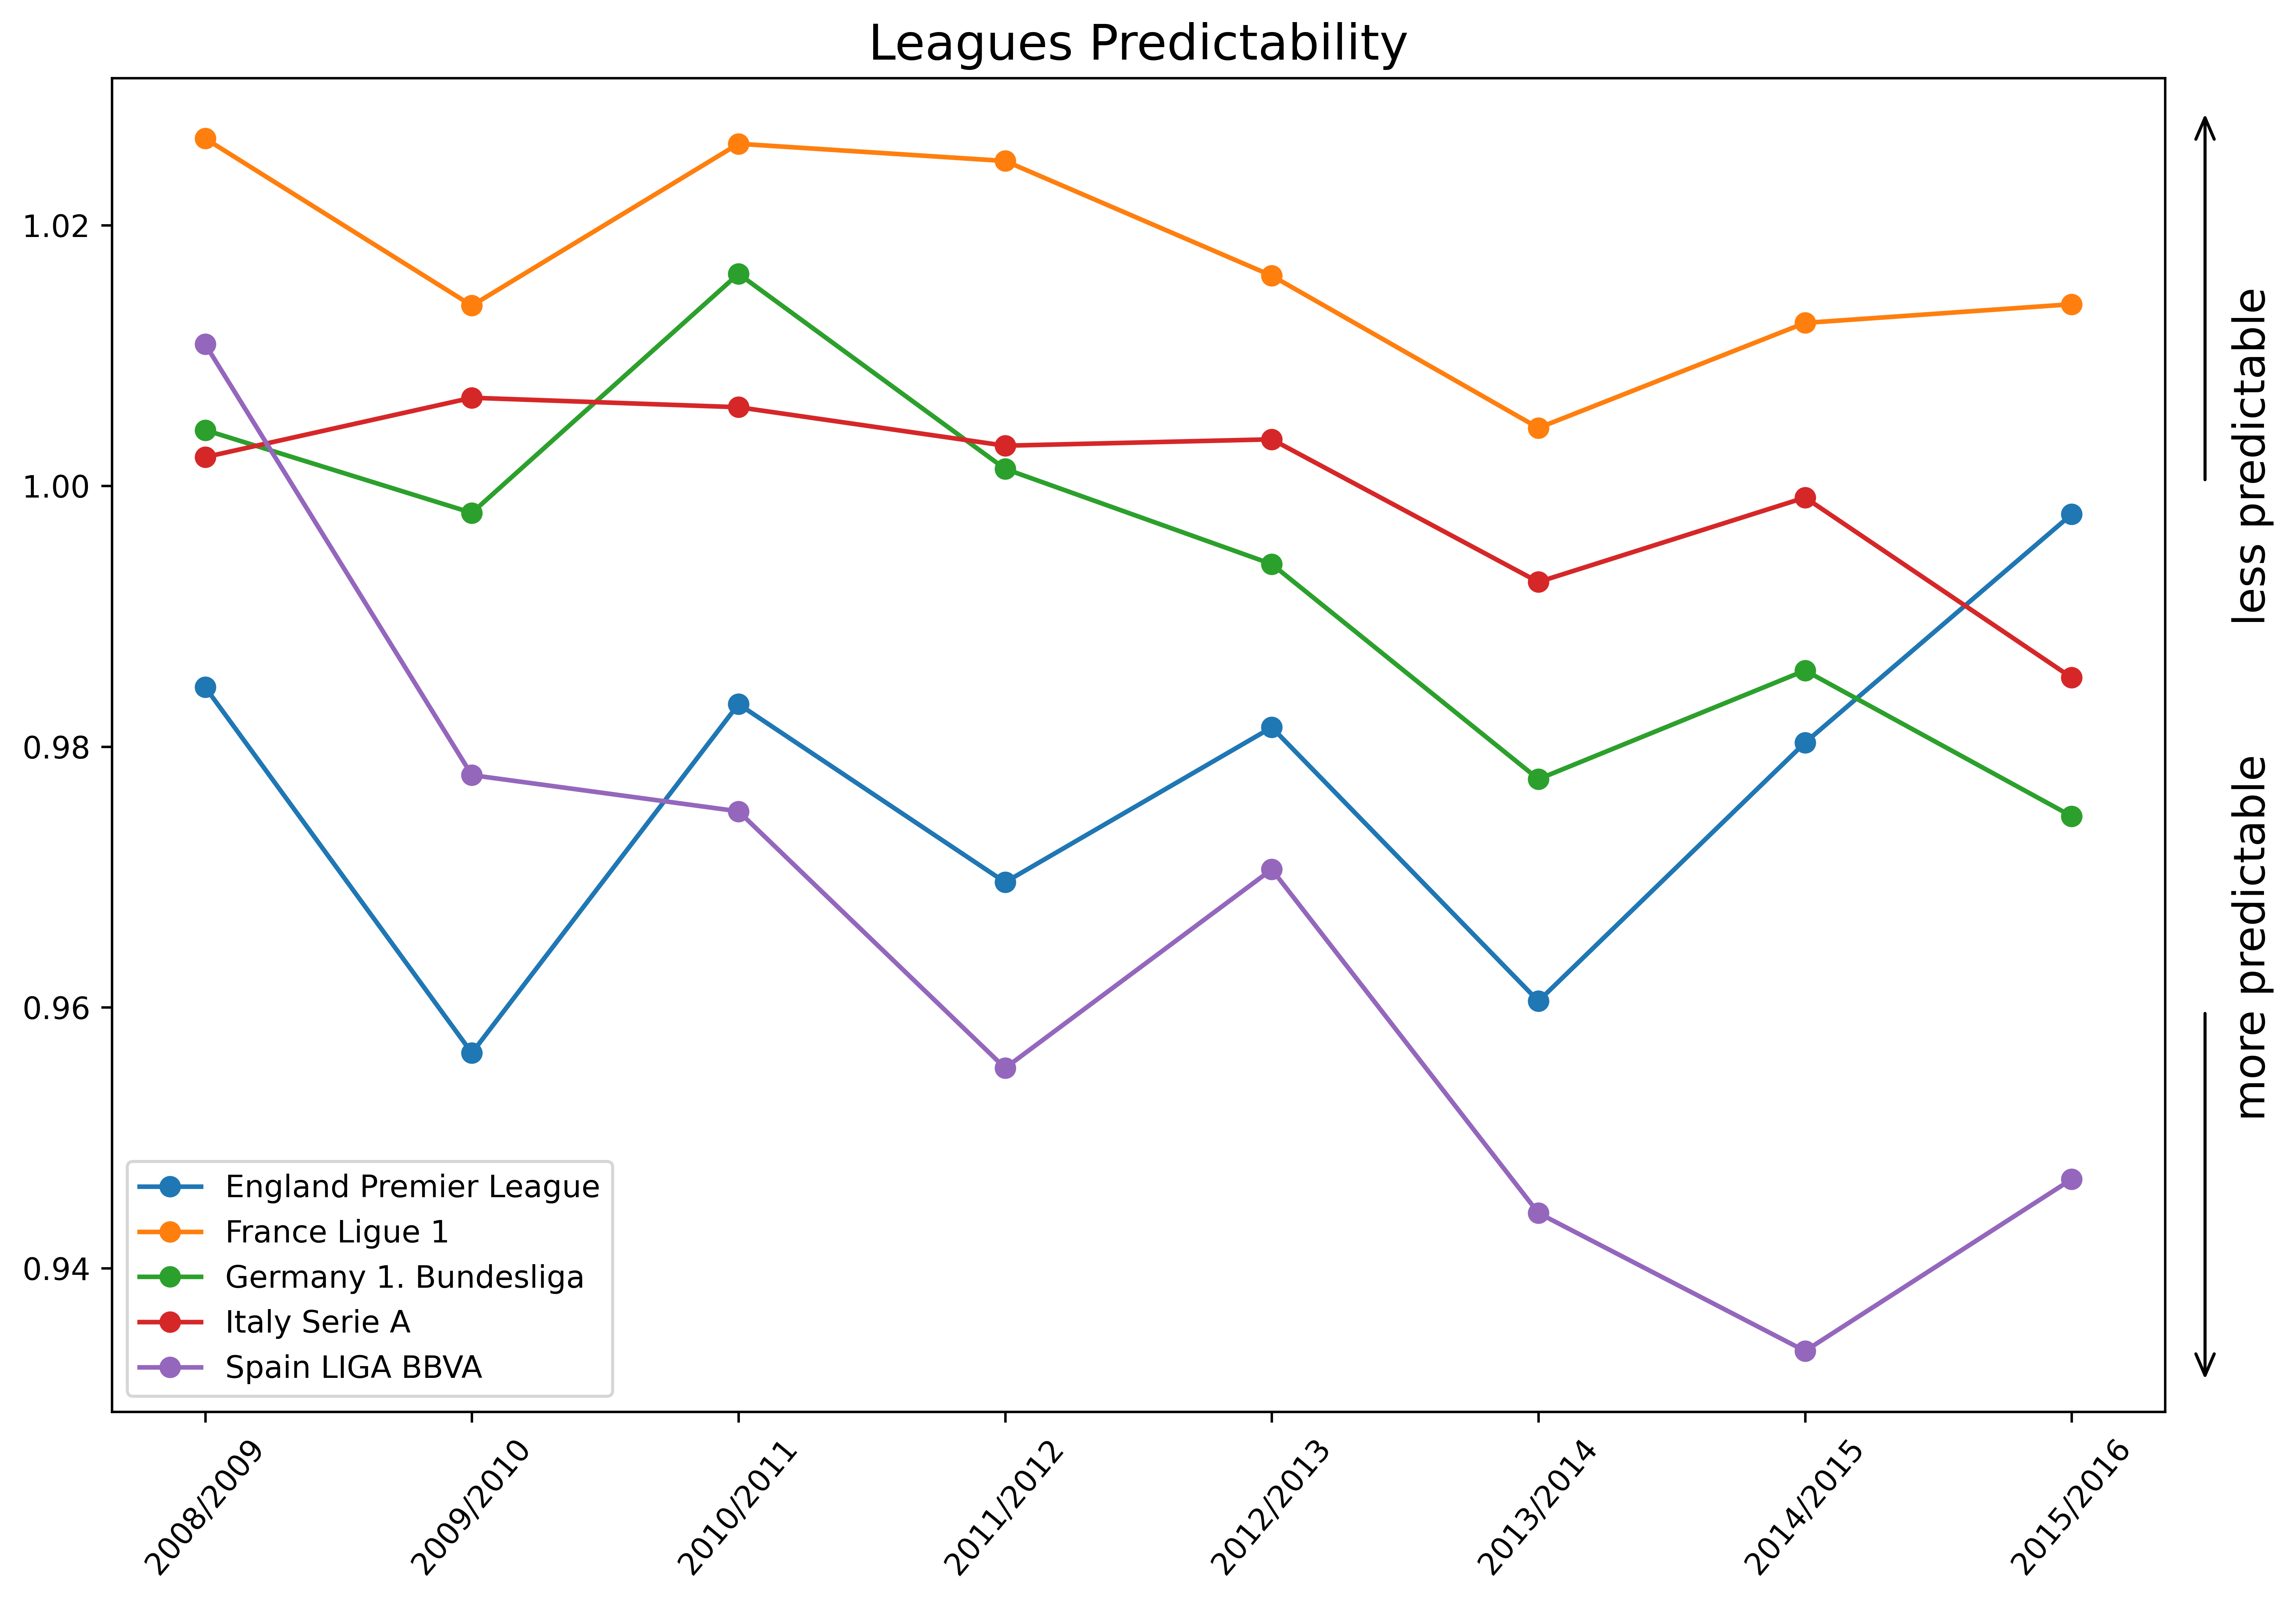 Leagues Predictability
1.02
1.00
0.98
0.96
0.94
less predictable
more predictable
England Premier League
France Ligue 1
Germany 1. Bundesliga
Italy Serie A
Spain LIGA BBVA
2008/2009
2009/2010
2010/2011
2011/2012
2012/2013
2013/2014
2014/2015
2015/2016